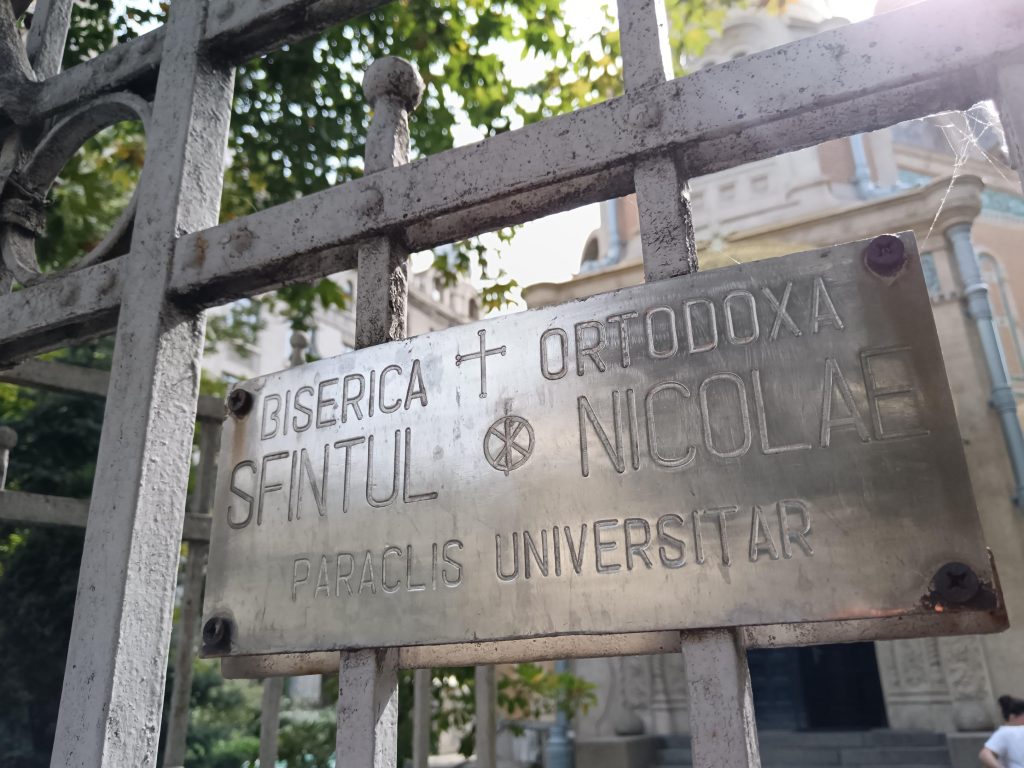 BISERICA ORTODOXA
SFINTUL NICOLAE
PARACLIS UNIVERSITAR